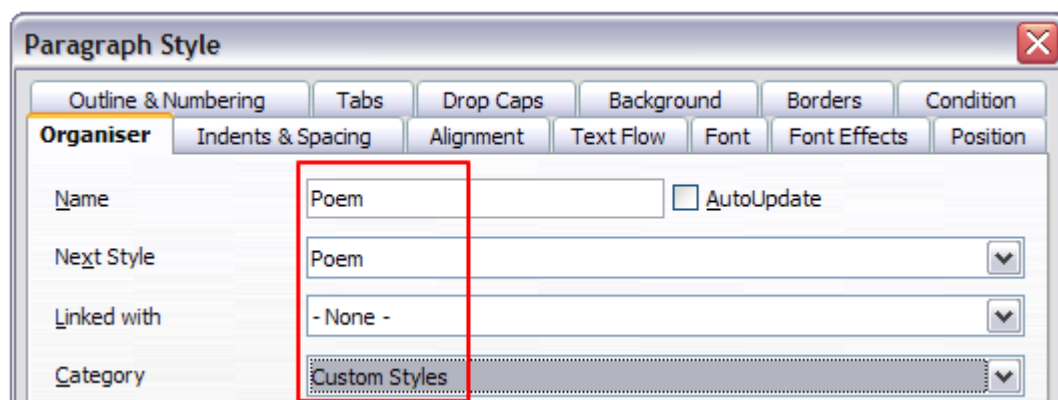 Paragraph Style
Outline & Numbering Tabs Drop Caps Background Borders Condition
Organiser Indents & Spacing Alignment Text Flow Font Font Effects Position
Name Poem AutoUpdate
Next Style Poem
Linked with - None -
Category Custom Styles